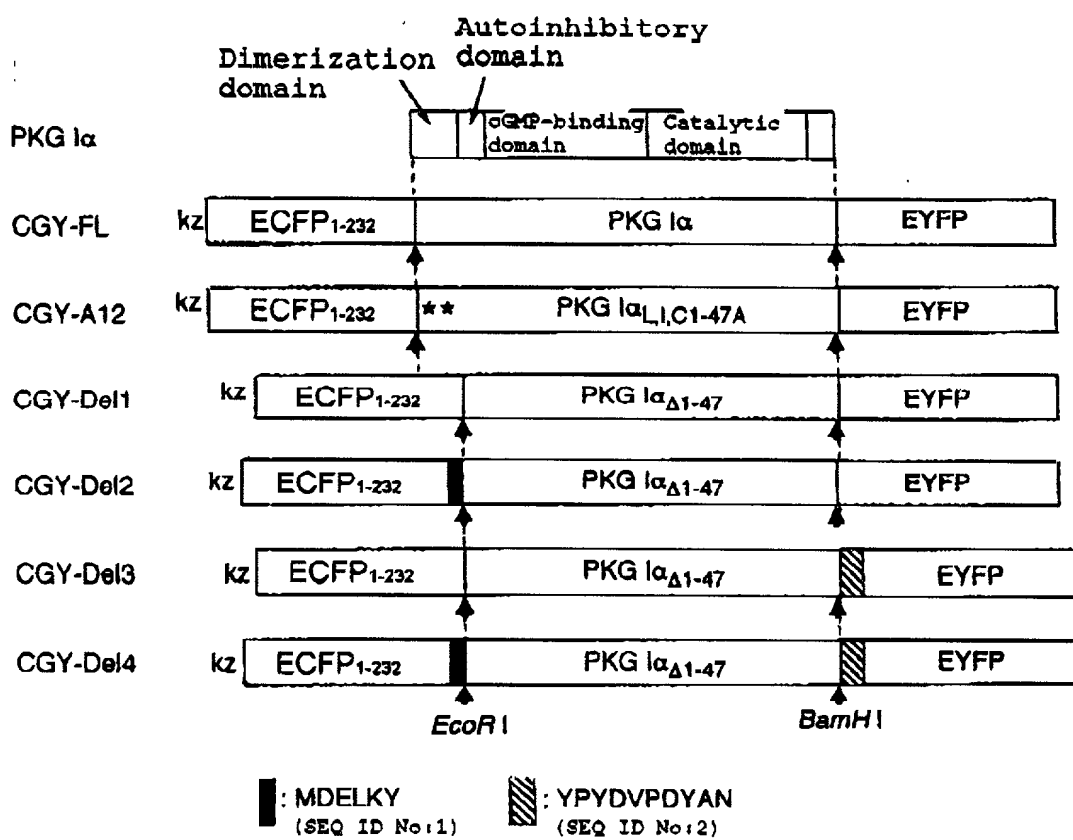 Autoinhibitory
Dimerization domain
domain
PKG Iα cGMP-binding domain Catalytic domain
CGY-FL kz ECFP1-232 PKG Iα EYFP
CGY-A12 kz ECFP1-232 ** PKG IαL,I,C1-47A EYFP
CGY-Del1 kz ECFP1-232 PKG IαΔ1-47 EYFP
CGY-Del2 kz ECFP1-232 PKG IαΔ1-47 EYFP
CGY-Del3 kz ECFP1-232 PKG IαΔ1-47 EYFP
CGY-Del4 kz ECFP1-232 PKG IαΔ1-47 EYFP
EcoR I BamH I
: MDELKY : YPYDVPDYAN
(SEQ ID No:1) (SEQ ID No:2)